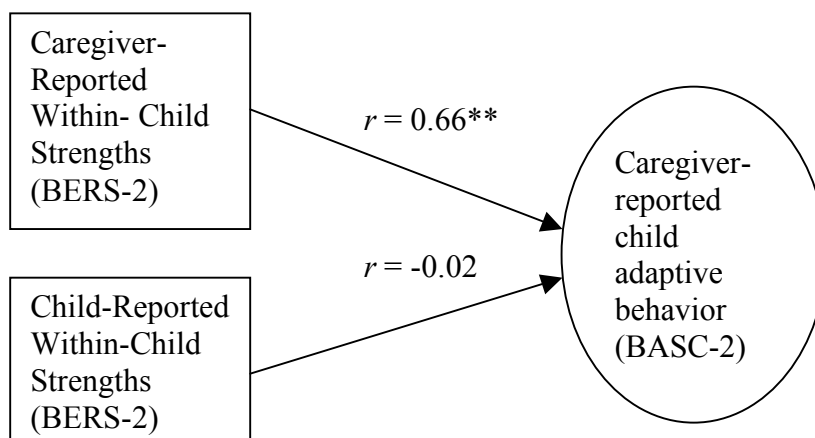 Caregiver-
Reported
Within- Child
Strengths
(BERS-2)
r = 0.66**
Caregiver-
reported
child
adaptive
behavior
(BASC-2)
r = -0.02
Child-Reported
Within-Child
Strengths
(BERS-2)